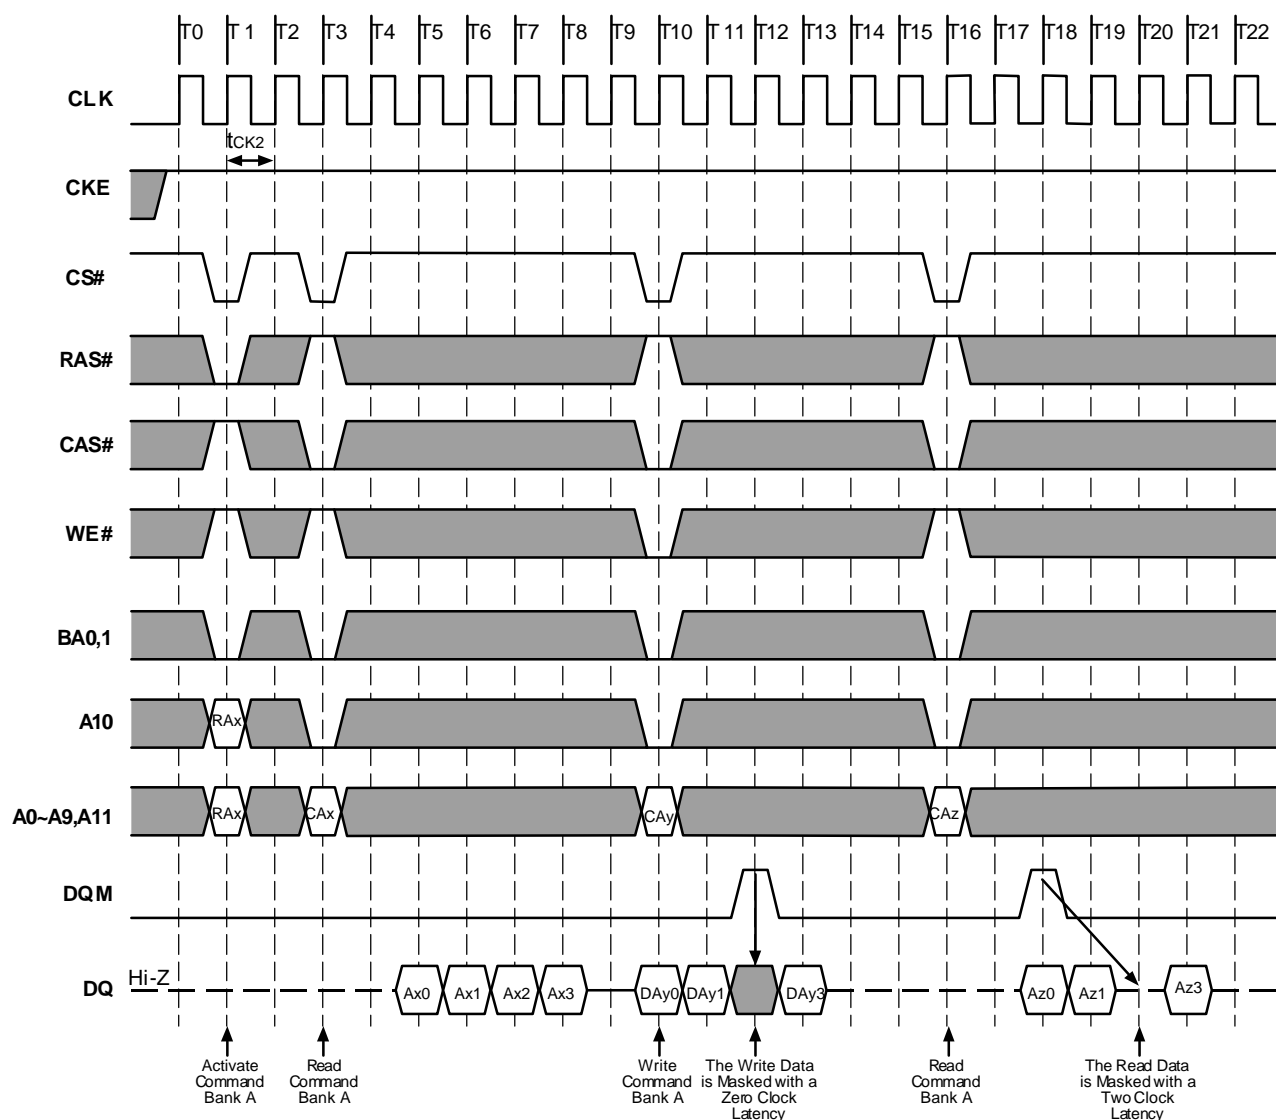 T0 T1 T2 T3 T4 T5 T6 T7 T8 T9 T10 T11 T12 T13 T14 T15 T16 T17 T18 T19 T20 T21 T22
CLK
tCK2
CKE
CS#
RAS#
CAS#
WE#
BA0,1
A10 RAx
A0~A9,A11 RAx CAx CAy CAz
DQM
Hi-Z
DQ Ax0 Ax1 Ax2 Ax3 DAy0 DAy1 DAy3 Az0 Az1 Az3
Activate
Command
Bank A
Read
Command
Bank A
Write
Command
Bank A
The Write Data
is Masked with a
Zero Clock
Latency
Read
Command
Bank A
The Read Data
is Masked with a
Two Clock
Latency